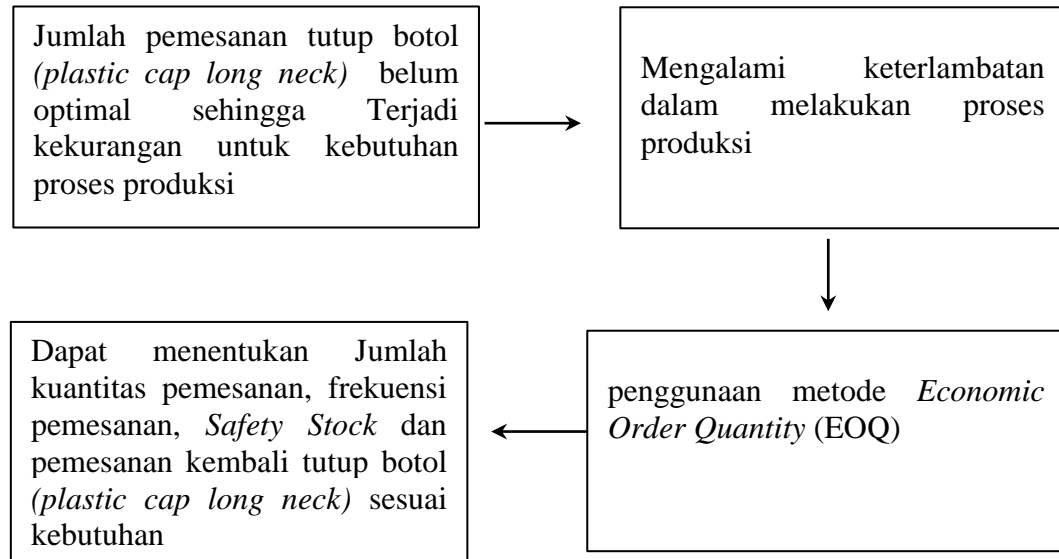 Jumlah pemesanan tutup botol
(plastic cap long neck) belum
optimal sehingga Terjadi
kekurangan untuk kebutuhan
proses produksi
Mengalami keterlambatan
dalam melakukan proses
produksi
penggunaan metode Economic
Order Quantity (EOQ)
Dapat menentukan Jumlah
kuantitas pemesanan, frekuensi
pemesanan, Safety Stock dan
pemesanan kembali tutup botol
(plastic cap long neck) sesuai
kebutuhan